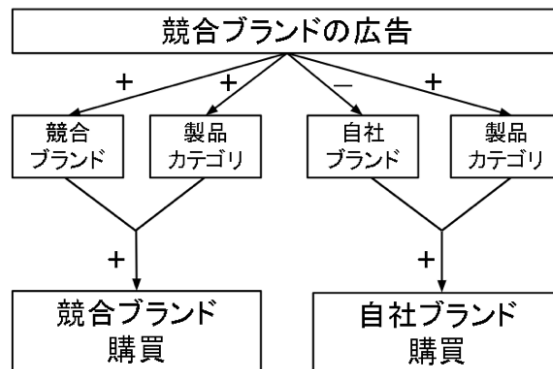 競合ブランドの広告
+
+
−
+
競合
ブランド
製品
カテゴリ
自社
ブランド
製品
カテゴリ
+
+
競合ブランド
購買
自社ブランド
購買